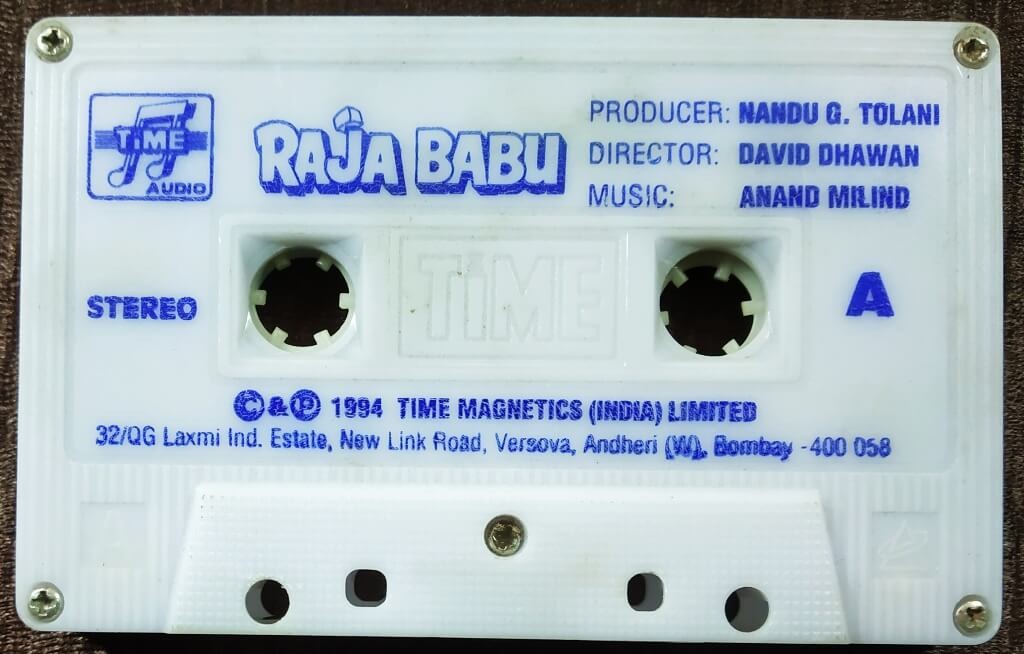 TiME
AUDIO
RAJA BABU
PRODUCER: NANDU G. TOLANI
DIRECTOR: DAVID DHAWAN
MUSIC: ANAND MILIND
STEREO
TiME
A
© & ℗ 1994 TIME MAGNETICS (INDIA) LIMITED
32/QG Laxmi Ind. Estate, New Link Road, Versova, Andheri (W), Bombay - 400 058